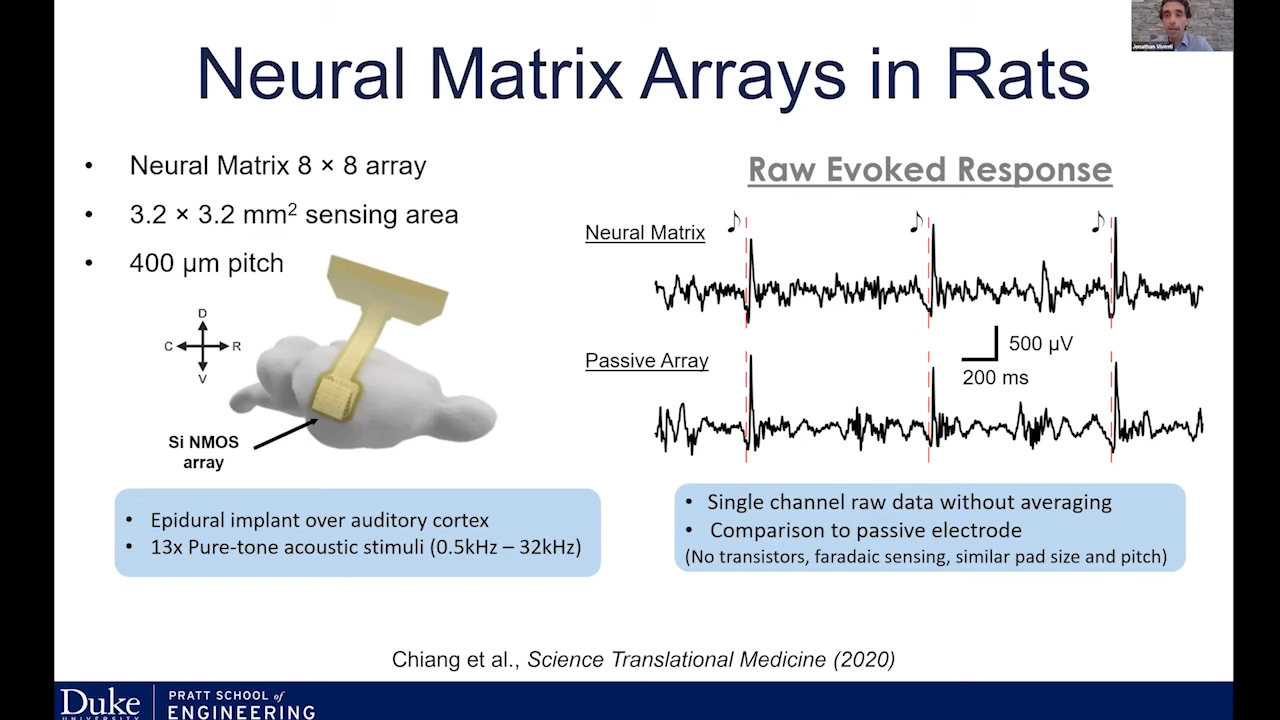 Jonathan Viventi
Neural Matrix Arrays in Rats
• Neural Matrix 8 × 8 array
• 3.2 × 3.2 mm² sensing area
• 400 µm pitch
D
C
R
V
Si NMOS
array
• Epidural implant over auditory cortex
• 13x Pure-tone acoustic stimuli (0.5kHz – 32kHz)
Raw Evoked Response
Neural Matrix
Passive Array
500 µV
200 ms
• Single channel raw data without averaging
• Comparison to passive electrode
(No transistors, faradaic sensing, similar pad size and pitch)
Chiang et al., Science Translational Medicine (2020)
Duke
UNIVERSITY
PRATT SCHOOL of
ENGINEERING